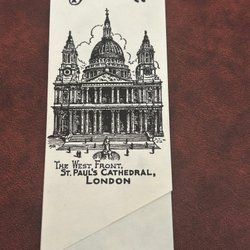 The West Front,
St. Paul's Cathedral,
London